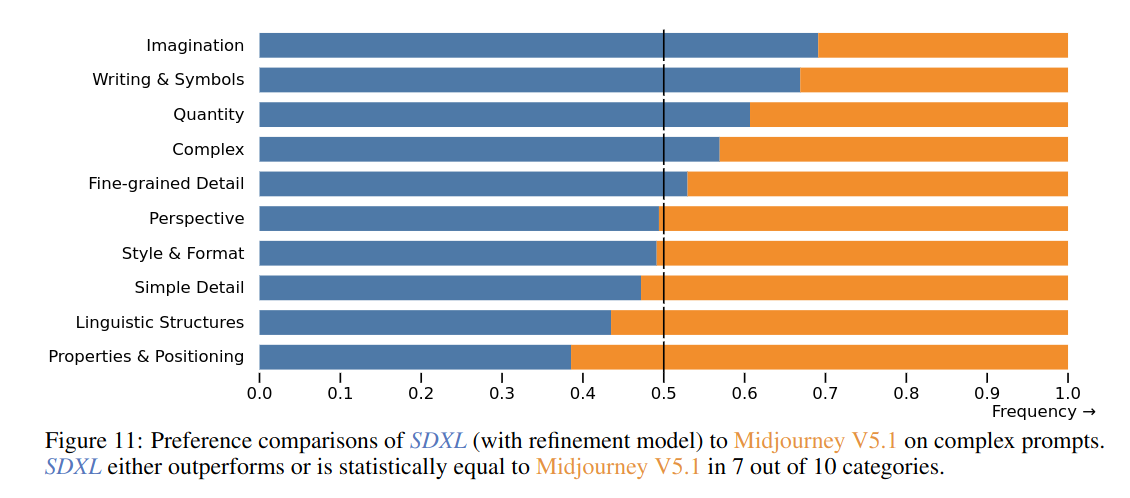 Imagination
Writing & Symbols
Quantity
Complex
Fine-grained Detail
Perspective
Style & Format
Simple Detail
Linguistic Structures
Properties & Positioning
0.0 0.1 0.2 0.3 0.4 0.5 0.6 0.7 0.8 0.9 1.0
Frequency →
Figure 11: Preference comparisons of SDXL (with refinement model) to Midjourney V5.1 on complex prompts.
SDXL either outperforms or is statistically equal to Midjourney V5.1 in 7 out of 10 categories.